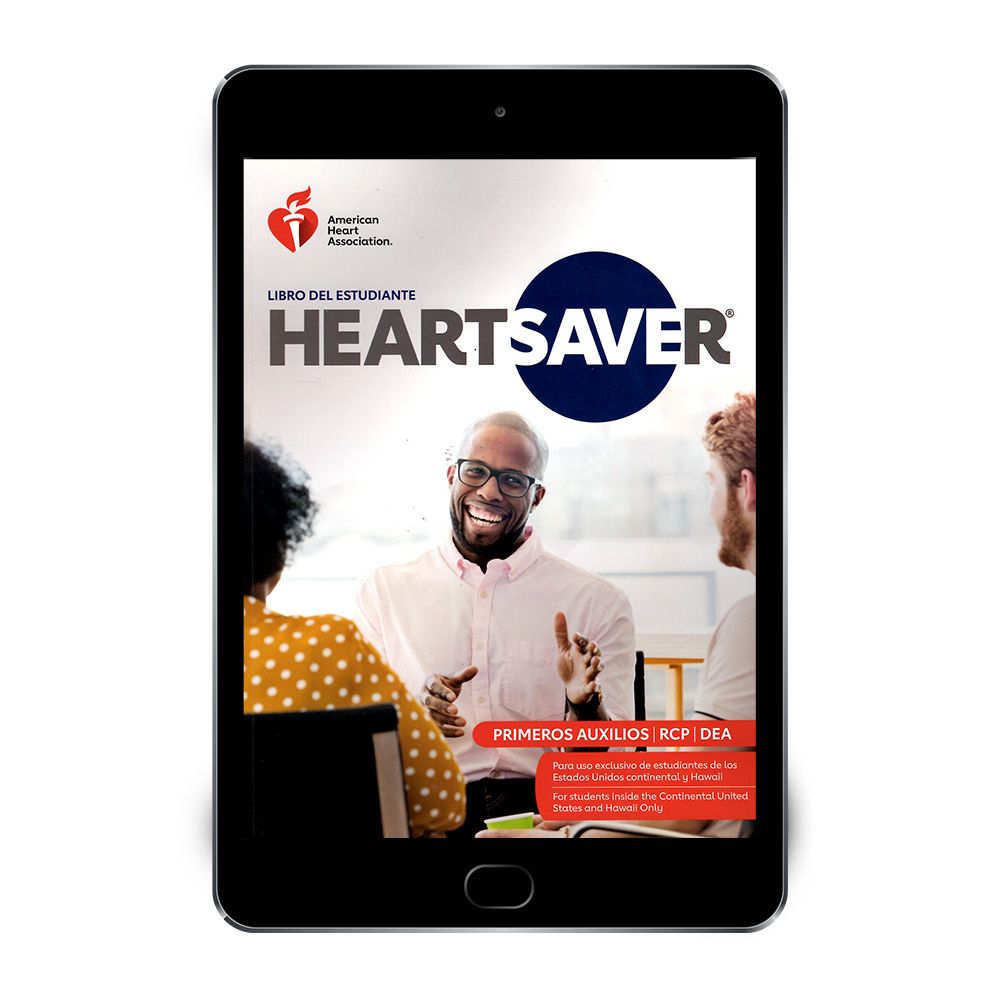 American
Heart
Association®
LIBRO DEL ESTUDIANTE
HEARTSAVER®
PRIMEROS AUXILIOS | RCP | DEA
Para uso exclusivo de estudiantes de los
Estados Unidos continental y Hawaii
For students inside the Continental United
States and Hawaii Only